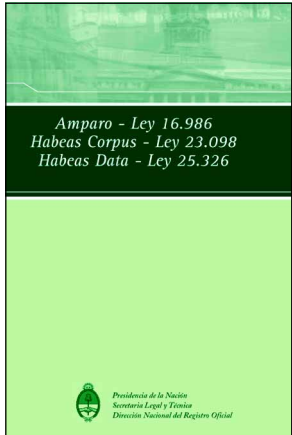 Amparo - Ley 16.986
Habeas Corpus - Ley 23.098
Habeas Data - Ley 25.326
Presidencia de la Nación
Secretaría Legal y Técnica
Dirección Nacional del Registro Oficial